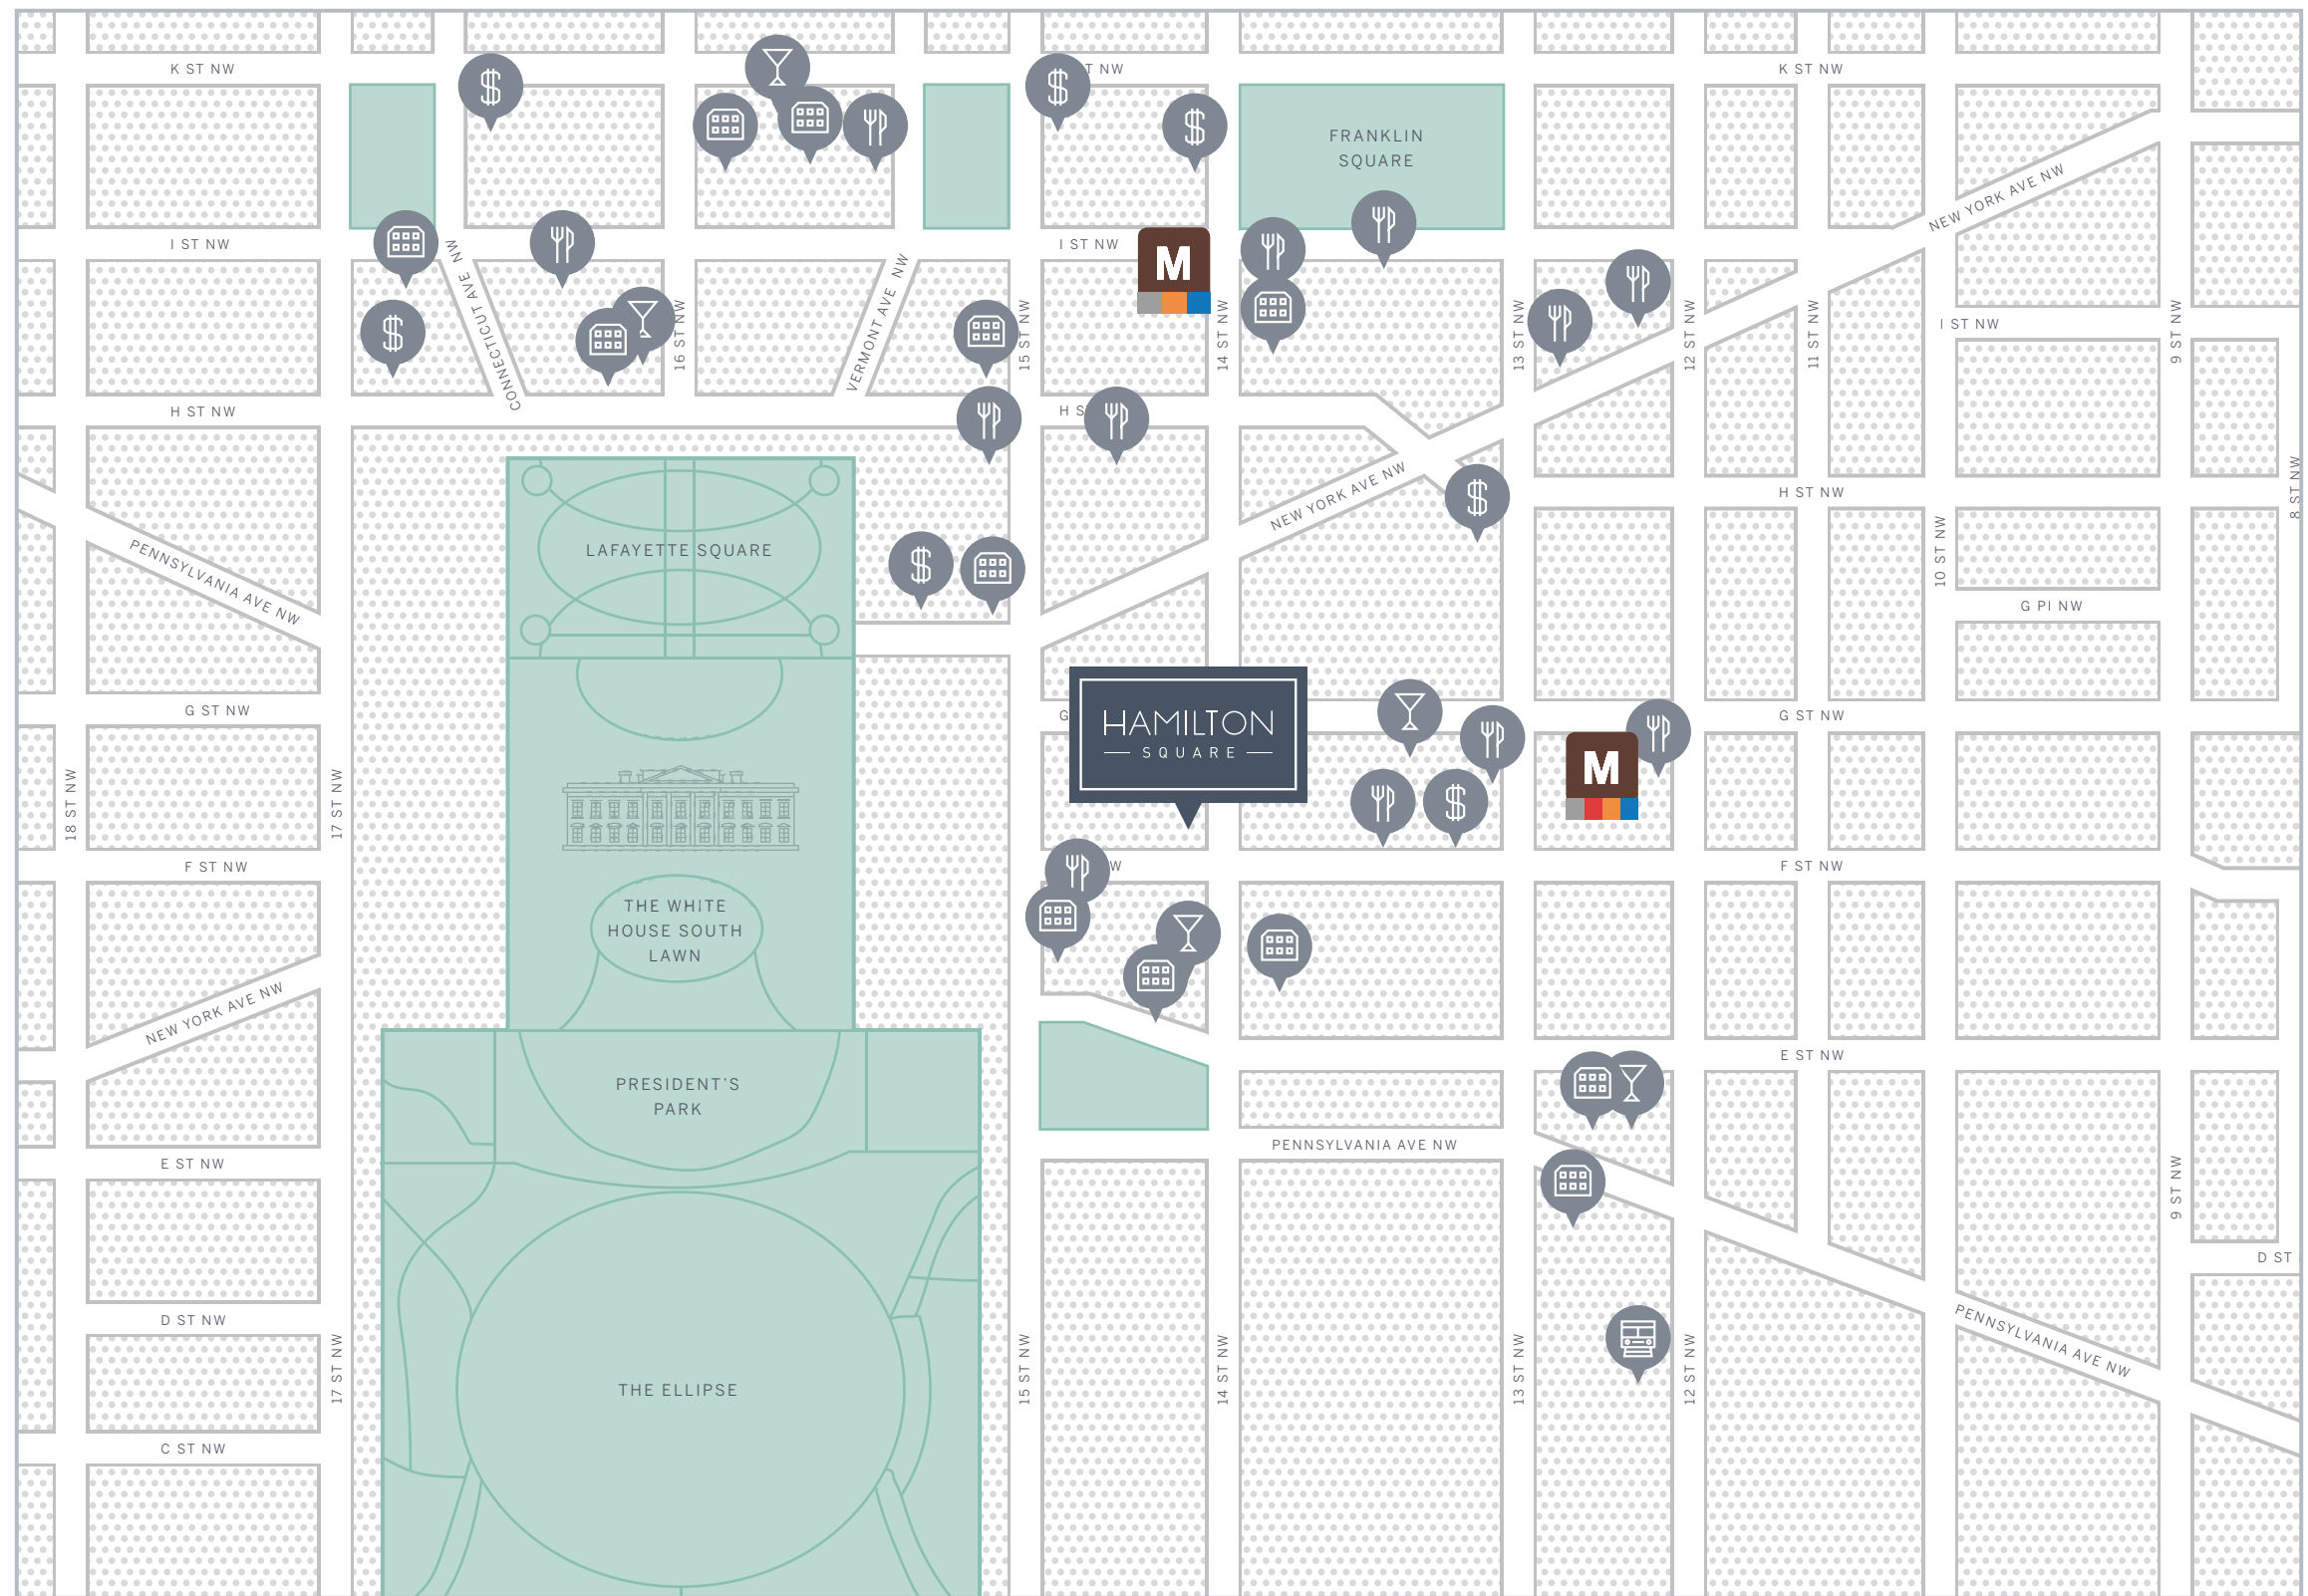 K ST NW
T NW
K ST NW
FRANKLIN
SQUARE
NEW YORK AVE NW
I ST NW
CONNECTICUT AVE NW
VERMONT AVE NW
I ST NW
M
16 ST NW
15 ST NW
14 ST NW
13 ST NW
12 ST NW
11 ST NW
I ST NW
9 ST NW
H ST NW
H S
NEW YORK AVE NW
H ST NW
8 ST NW
PENNSYLVANIA AVE NW
LAFAYETTE SQUARE
10 ST NW
G PI NW
G ST NW
G
HAMILTON
SQUARE
G ST NW
M
18 ST NW
17 ST NW
F ST NW
W
F ST NW
THE WHITE
HOUSE SOUTH
LAWN
NEW YORK AVE NW
E ST NW
PRESIDENT'S
PARK
PENNSYLVANIA AVE NW
E ST NW
9 ST NW
D ST
D ST NW
PENNSYLVANIA AVE NW
17 ST NW
THE ELLIPSE
15 ST NW
14 ST NW
13 ST NW
12 ST NW
C ST NW